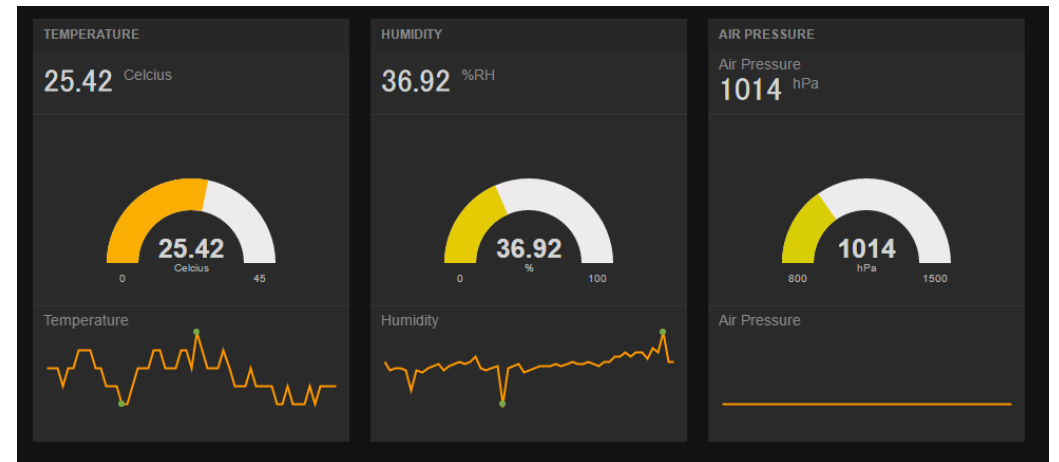 TEMPERATURE
25.42 Celcius
25.42
Celcius
0 45
Temperature
HUMIDITY
36.92 %RH
36.92
%
0 100
Humidity
AIR PRESSURE
Air Pressure
1014 hPa
1014
hPa
800 1500
Air Pressure